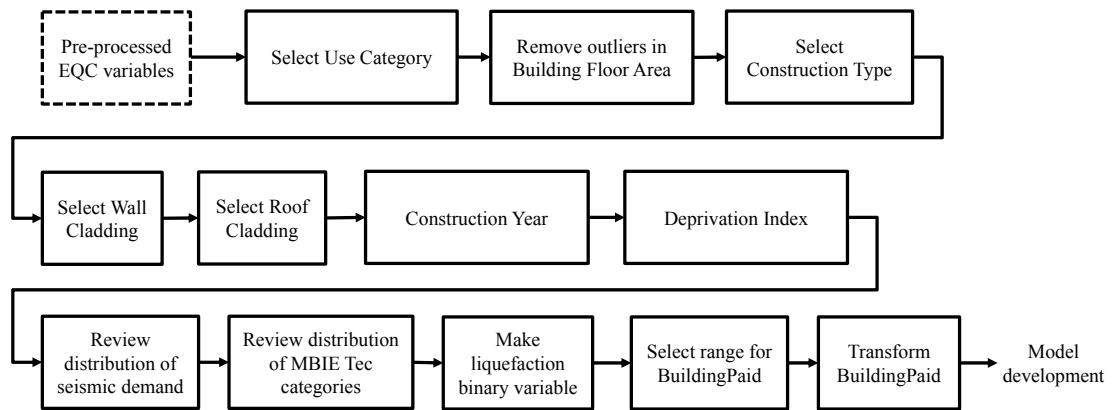 Pre-processed
EQC variables
Select Use Category
Remove outliers in
Building Floor Area
Select
Construction Type
Select Wall
Cladding
Select Roof
Cladding
Construction Year
Deprivation Index
Review
distribution of
seismic demand
Review distribution
of MBIE Tec
categories
Make
liquefaction
binary variable
Select range for
BuildingPaid
Transform
BuildingPaid
Model
development